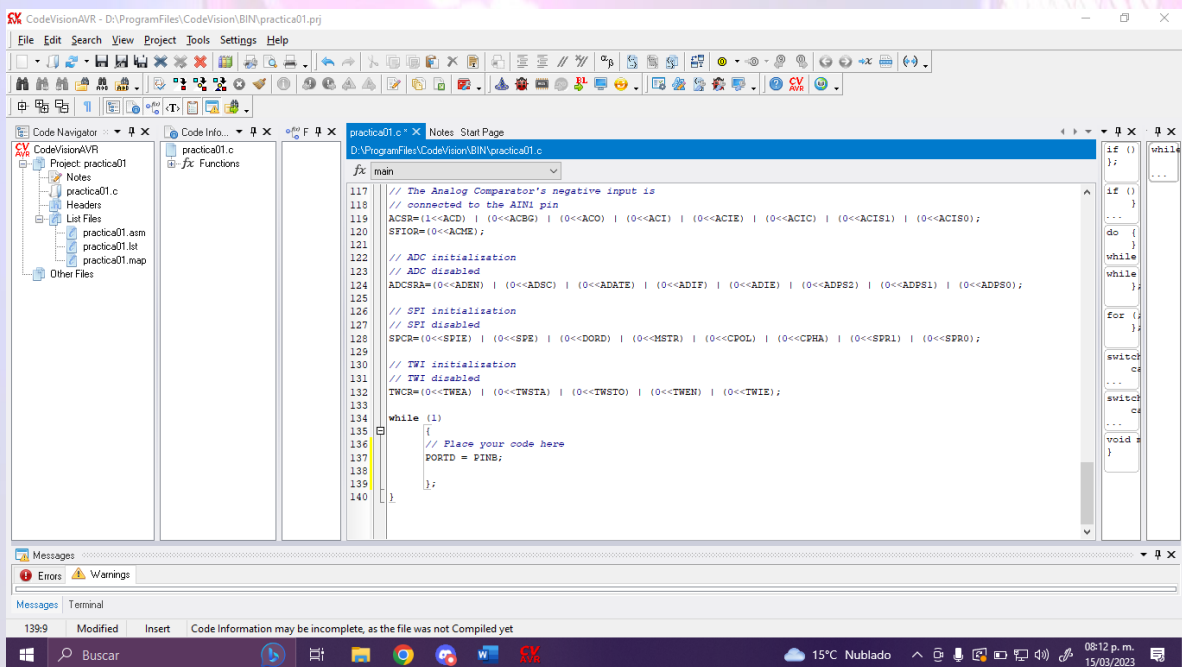 CodeVisionAVR - D:\ProgramFiles\CodeVision\BIN\practica01.prj
File Edit Search View Project Tools Settings Help
Code Navigator
Code Info...
F
practica01.c *
Notes
Start Page
CodeVisionAVR
Project: practica01
Notes
practica01.c
Headers
List Files
practica01.asm
practica01.lst
practica01.map
Other Files
practica01.c
fx Functions
D:\ProgramFiles\CodeVision\BIN\practica01.c
fx main
117 // The Analog Comparator's negative input is
118 // connected to the AIN1 pin
119 ACSR=(1<<ACD) | (0<<ACBG) | (0<<ACO) | (0<<ACI) | (0<<ACIE) | (0<<ACIC) | (0<<ACIS1) | (0<<ACIS0);
120 SFIOR=(0<<ACME);
121
122 // ADC initialization
123 // ADC disabled
124 ADCSRA=(0<<ADEN) | (0<<ADSC) | (0<<ADATE) | (0<<ADIF) | (0<<ADIE) | (0<<ADPS2) | (0<<ADPS1) | (0<<ADPS0);
125
126 // SPI initialization
127 // SPI disabled
128 SPCR=(0<<SPIE) | (0<<SPE) | (0<<DORD) | (0<<MSTR) | (0<<CPOL) | (0<<CPHA) | (0<<SPR1) | (0<<SPR0);
129
130 // TWI initialization
131 // TWI disabled
132 TWCR=(0<<TWEA) | (0<<TWSTA) | (0<<TWSTO) | (0<<TWEN) | (0<<TWIE);
133
134 while (1)
135 {
136 // Place your code here
137 PORTD = PINB;
138
139 };
140 }
if ()
};
if ()
}
...
do {
}
while
while
};
for (;
};
switch
ca
...
switch
ca
...
void m
}
while
...
Messages
Errors
Warnings
Messages
Terminal
139:9
Modified
Insert
Code Information may be incomplete, as the file was not Compiled yet
Buscar
15°C Nublado
08:12 p. m.
15/03/2023